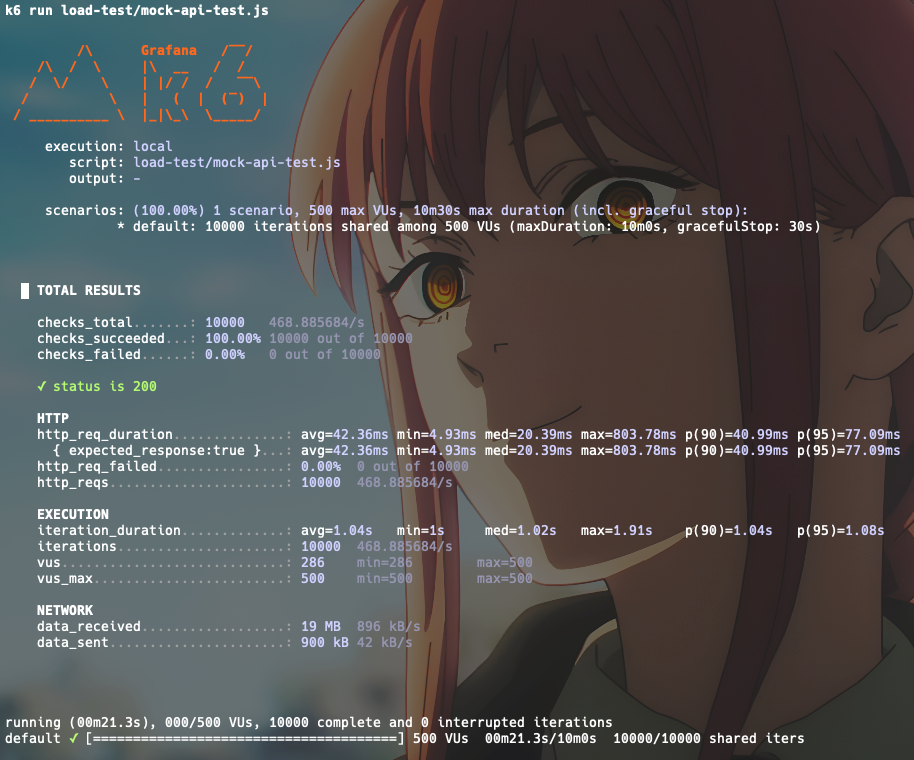 k6 run load-test/mock-api-test.js
         /\      Grafana   /‾‾/
    /\  /  \     |\  __   /  /
   /  \/    \    | |/ /  /   ‾‾\
  /          \   |   (  |  (‾)  |
 / __________ \  |_|\_\  \_____/
execution: local
script: load-test/mock-api-test.js
output: -
scenarios: (100.00%) 1 scenario, 500 max VUs, 10m30s max duration (incl. graceful stop):
* default: 10000 iterations shared among 500 VUs (maxDuration: 10m0s, gracefulStop: 30s)
█ TOTAL RESULTS
checks_total.......: 10000   468.885684/s
checks_succeeded...: 100.00% 10000 out of 10000
checks_failed......: 0.00%   0 out of 10000
✓ status is 200
HTTP
http_req_duration..............: avg=42.36ms min=4.93ms med=20.39ms max=803.78ms p(90)=40.99ms p(95)=77.09ms
{ expected_response:true }...: avg=42.36ms min=4.93ms med=20.39ms max=803.78ms p(90)=40.99ms p(95)=77.09ms
http_req_failed................: 0.00%  0 out of 10000
http_reqs......................: 10000  468.885684/s
EXECUTION
iteration_duration.............: avg=1.04s   min=1s     med=1.02s   max=1.91s    p(90)=1.04s   p(95)=1.08s
iterations.....................: 10000  468.885684/s
vus............................: 286    min=286        max=500
vus_max........................: 500    min=500        max=500
NETWORK
data_received..................: 19 MB  896 kB/s
data_sent......................: 900 kB 42 kB/s
running (00m21.3s), 000/500 VUs, 10000 complete and 0 interrupted iterations
default ✓ [======================================] 500 VUs  00m21.3s/10m0s  10000/10000 shared iters